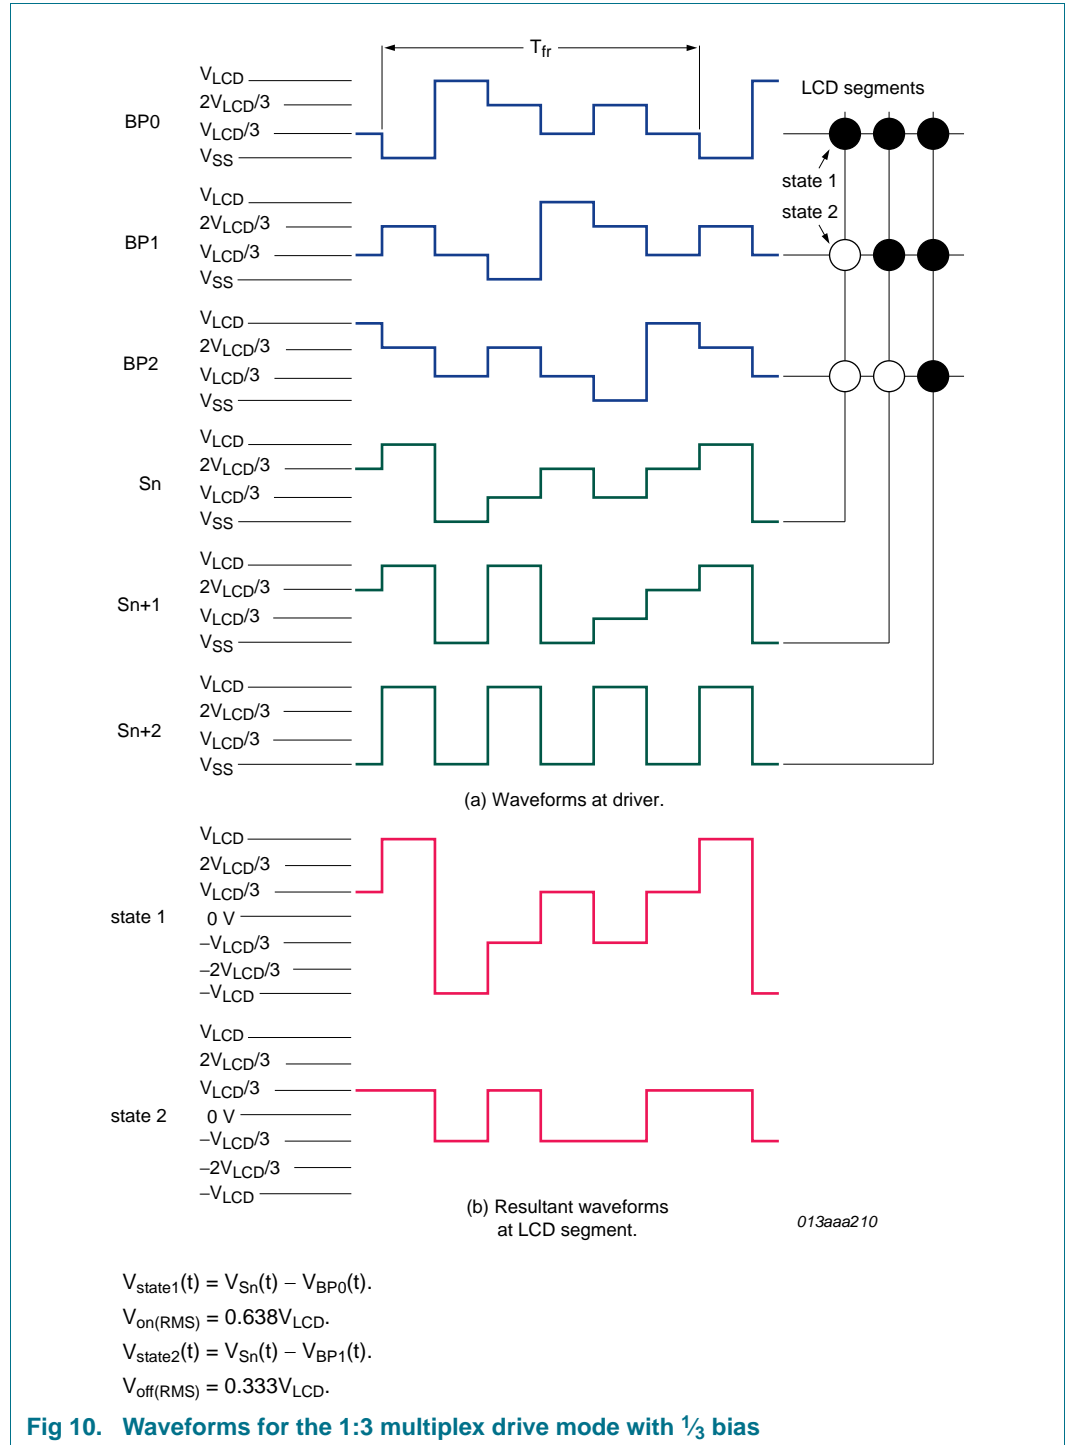 Tfr
VLCD
2VLCD/3
BP0
VLCD/3
VSS
LCD segments
state 1
state 2
VLCD
2VLCD/3
BP1
VLCD/3
VSS
VLCD
2VLCD/3
BP2
VLCD/3
VSS
VLCD
2VLCD/3
Sn
VLCD/3
VSS
VLCD
2VLCD/3
Sn+1
VLCD/3
VSS
VLCD
2VLCD/3
Sn+2
VLCD/3
VSS
(a) Waveforms at driver.
VLCD
2VLCD/3
VLCD/3
state 1
0 V
−VLCD/3
−2VLCD/3
−VLCD
VLCD
2VLCD/3
VLCD/3
state 2
0 V
−VLCD/3
−2VLCD/3
−VLCD
(b) Resultant waveforms
at LCD segment.
013aaa210
Vstate1(t) = VSn(t) − VBP0(t).
Von(RMS) = 0.638VLCD.
Vstate2(t) = VSn(t) − VBP1(t).
Voff(RMS) = 0.333VLCD.
Fig 10. Waveforms for the 1:3 multiplex drive mode with 1⁄3 bias